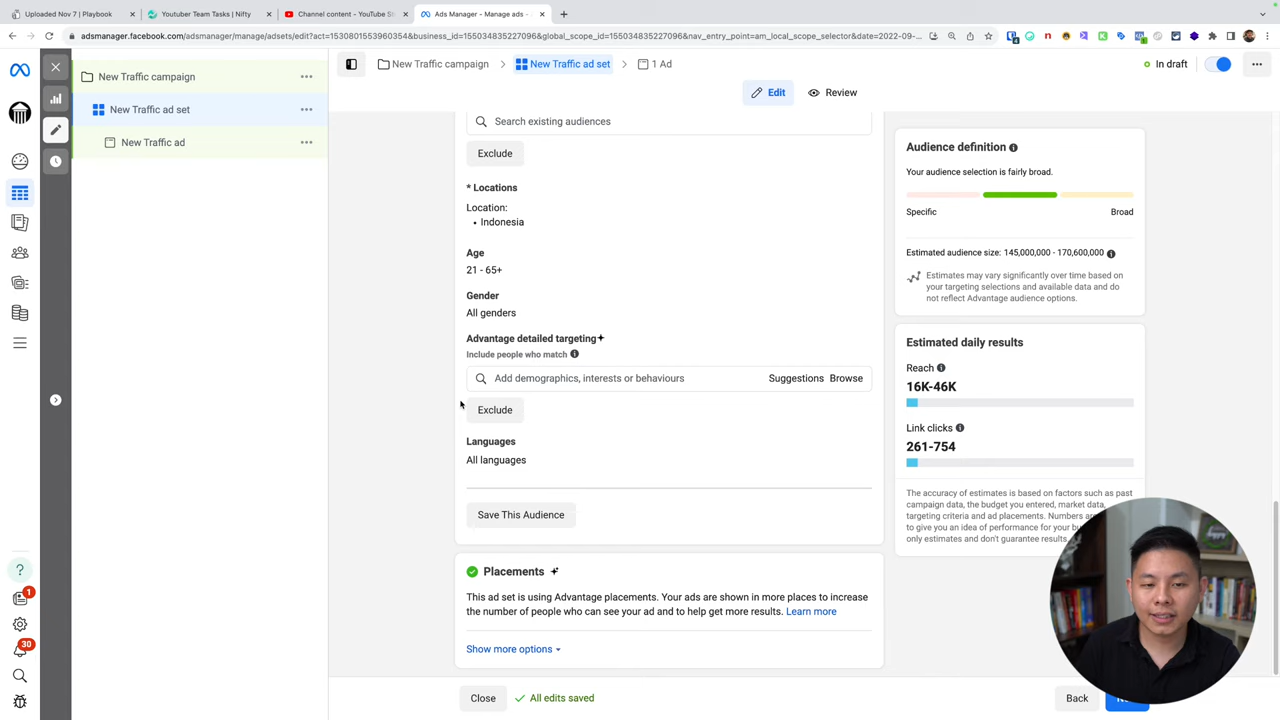 Uploaded Nov 7 | Playbook
Youtuber Team Tasks | Nifty
Channel content - YouTube St
Ads Manager - Manage ads -
adsmanager.facebook.com/adsmanager/manage/adsets/edit?act=1530801553960354&business_id=155034835227096&global_scope_id=155034835227096&nav_entry_point=am_local_scope_selector&date=2022-09-...
New Traffic campaign
New Traffic ad set
New Traffic ad
New Traffic campaign
New Traffic ad set
1 Ad
In draft
Edit
Review
Search existing audiences
Exclude
* Locations
Location:
• Indonesia
Age
21 - 65+
Gender
All genders
Advantage detailed targeting
Include people who match
Add demographics, interests or behaviours
Suggestions
Browse
Exclude
Languages
All languages
Save This Audience
Placements
This ad set is using Advantage placements. Your ads are shown in more places to increase
the number of people who can see your ad and to help get more results. Learn more
Show more options
Close
All edits saved
Back
Audience definition
Your audience selection is fairly broad.
Specific
Broad
Estimated audience size: 145,000,000 - 170,600,000
Estimates may vary significantly over time based on
your targeting selections and available data and do
not reflect Advantage audience options.
Estimated daily results
Reach
16K-46K
Link clicks
261-754
The accuracy of estimates is based on factors such as past
campaign data, the budget you entered, market data,
targeting criteria and ad placements. Numbers are
to give you an idea of performance for your
only estimates and don't guarantee results.
1
30